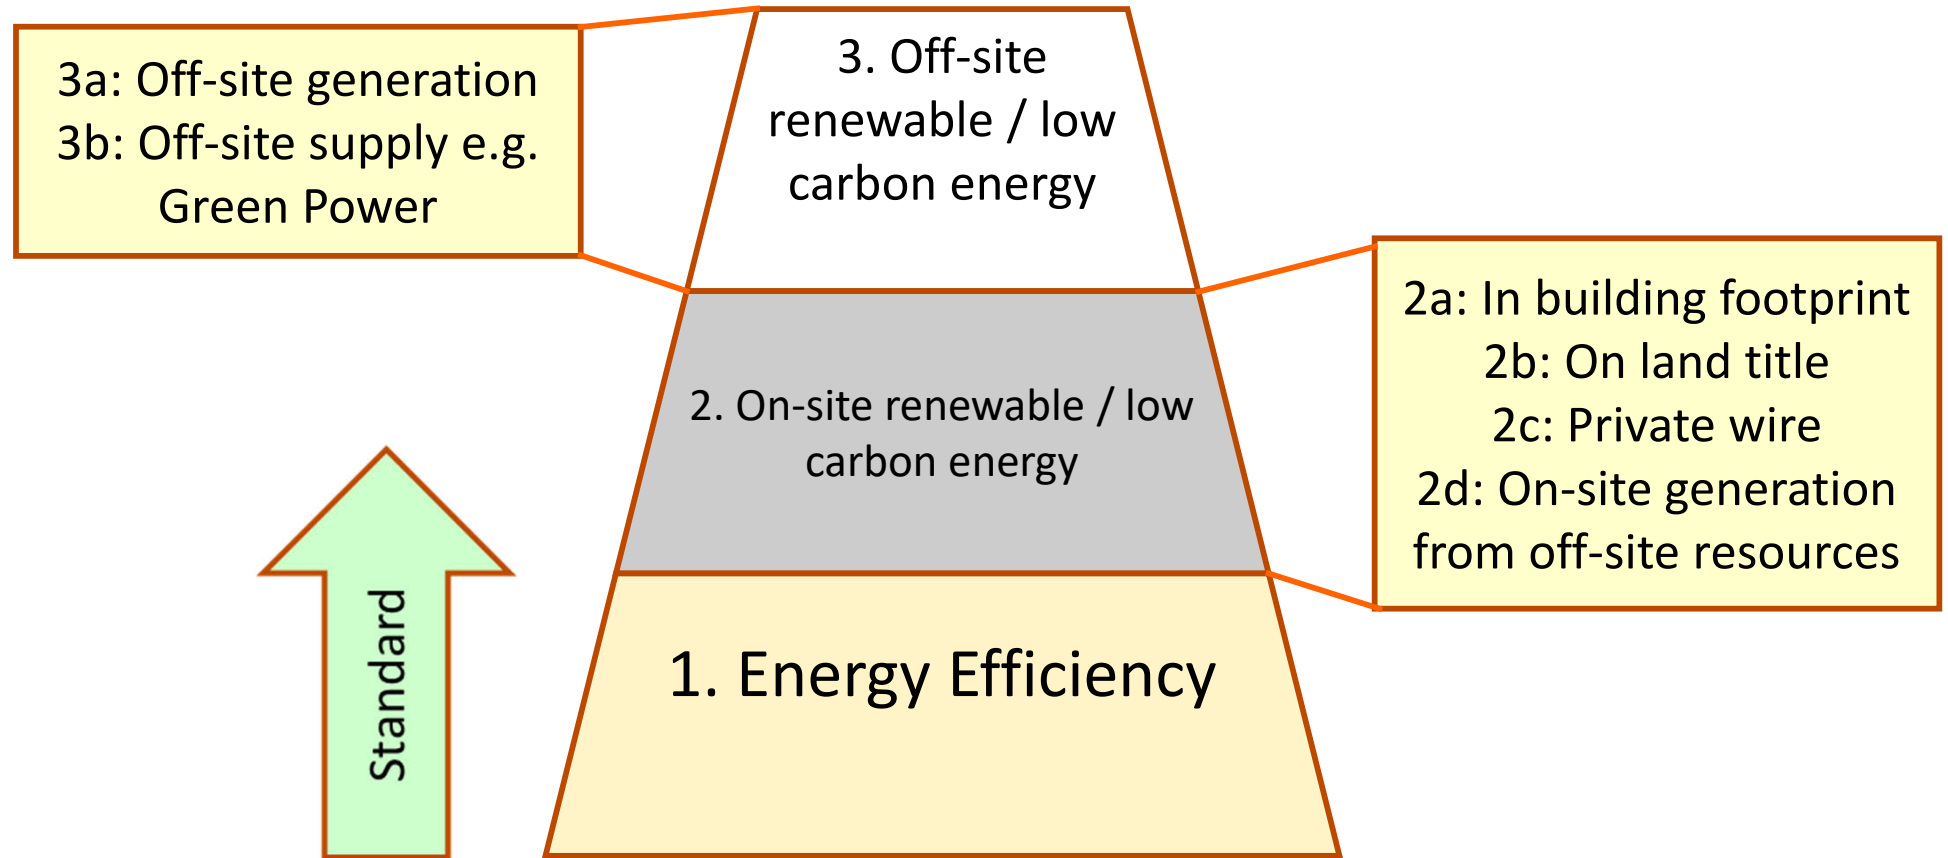 3a: Off-site generation
3b: Off-site supply e.g.
Green Power
3. Off-site
renewable / low
carbon energy
2a: In building footprint
2b: On land title
2c: Private wire
2d: On-site generation
from off-site resources
2. On-site renewable / low
carbon energy
Standard
1. Energy Efficiency